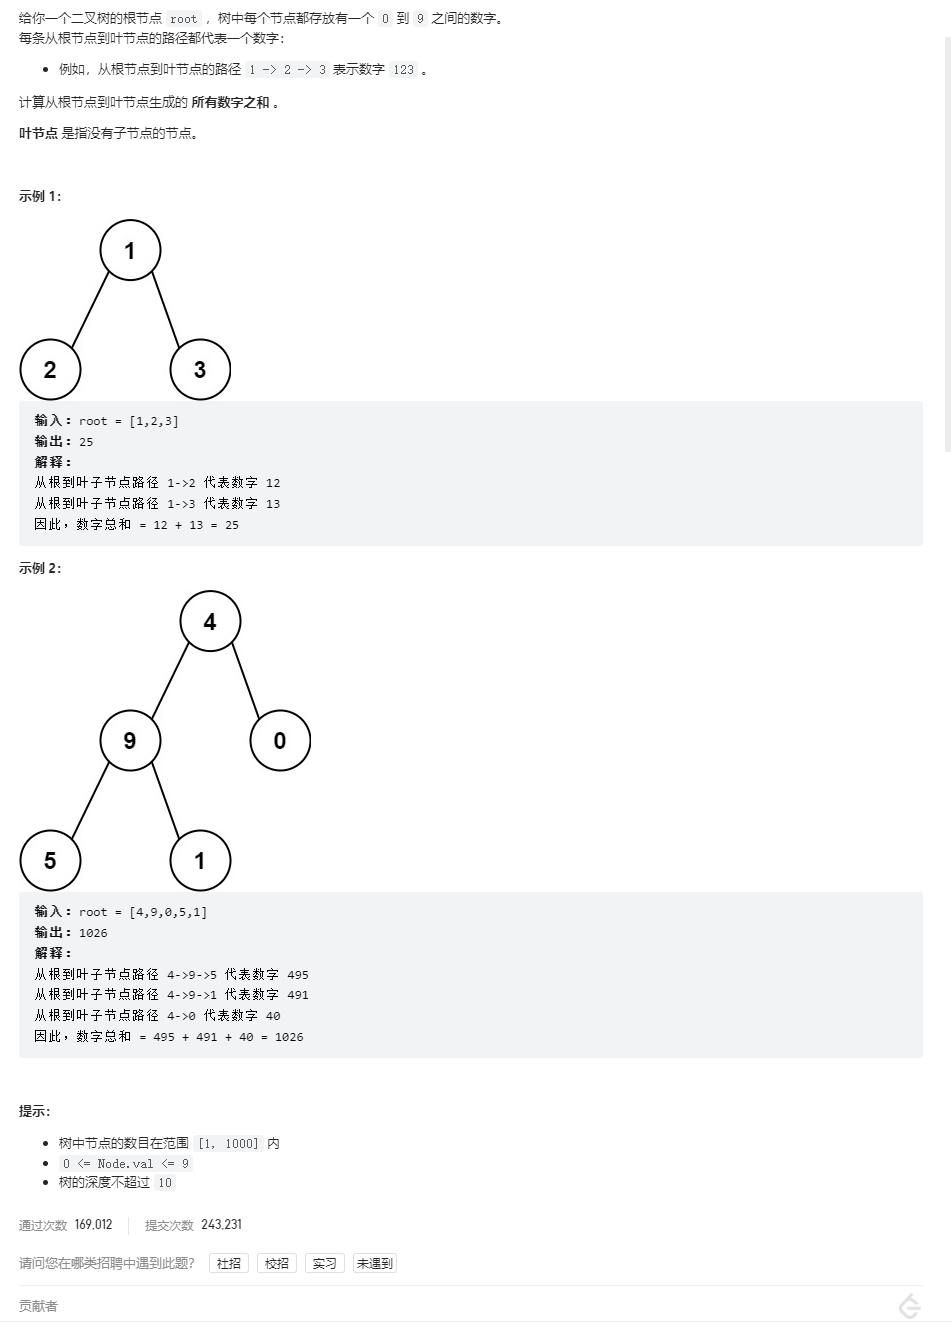 给你一个二叉树的根节点 root ，树中每个节点都存放有一个 0 到 9 之间的数字。
每条从根节点到叶节点的路径都代表一个数字：
• 例如，从根节点到叶节点的路径 1 -> 2 -> 3 表示数字 123 。
计算从根节点到叶节点生成的 所有数字之和 。
叶节点 是指没有子节点的节点。
示例 1：
1
2 3
输入：root = [1,2,3]
输出：25
解释：
从根到叶子节点路径 1->2 代表数字 12
从根到叶子节点路径 1->3 代表数字 13
因此，数字总和 = 12 + 13 = 25
示例 2：
4
9 0
5 1
输入：root = [4,9,0,5,1]
输出：1026
解释：
从根到叶子节点路径 4->9->5 代表数字 495
从根到叶子节点路径 4->9->1 代表数字 491
从根到叶子节点路径 4->0 代表数字 40
因此，数字总和 = 495 + 491 + 40 = 1026
提示：
• 树中节点的数目在范围 [1, 1000] 内
• 0 <= Node.val <= 9
• 树的深度不超过 10
通过次数 169,012 提交次数 243,231
请问您在哪类招聘中遇到此题？ 社招 校招 实习 未遇到
贡献者